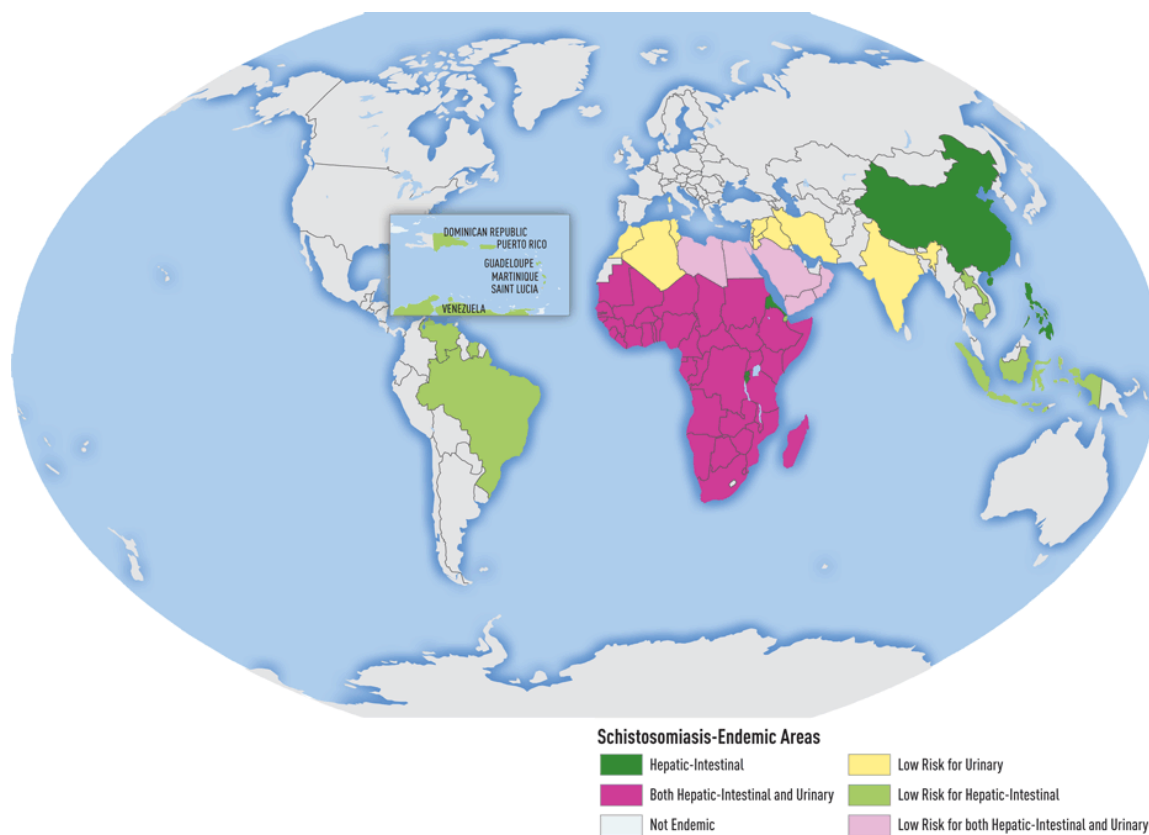 DOMINICAN REPUBLIC
PUERTO RICO
GUADELOUPE
MARTINIQUE
SAINT LUCIA
VENEZUELA
Schistosomiasis-Endemic Areas
Hepatic-Intestinal
Both Hepatic-Intestinal and Urinary
Not Endemic
Low Risk for Urinary
Low Risk for Hepatic-Intestinal
Low Risk for both Hepatic-Intestinal and Urinary